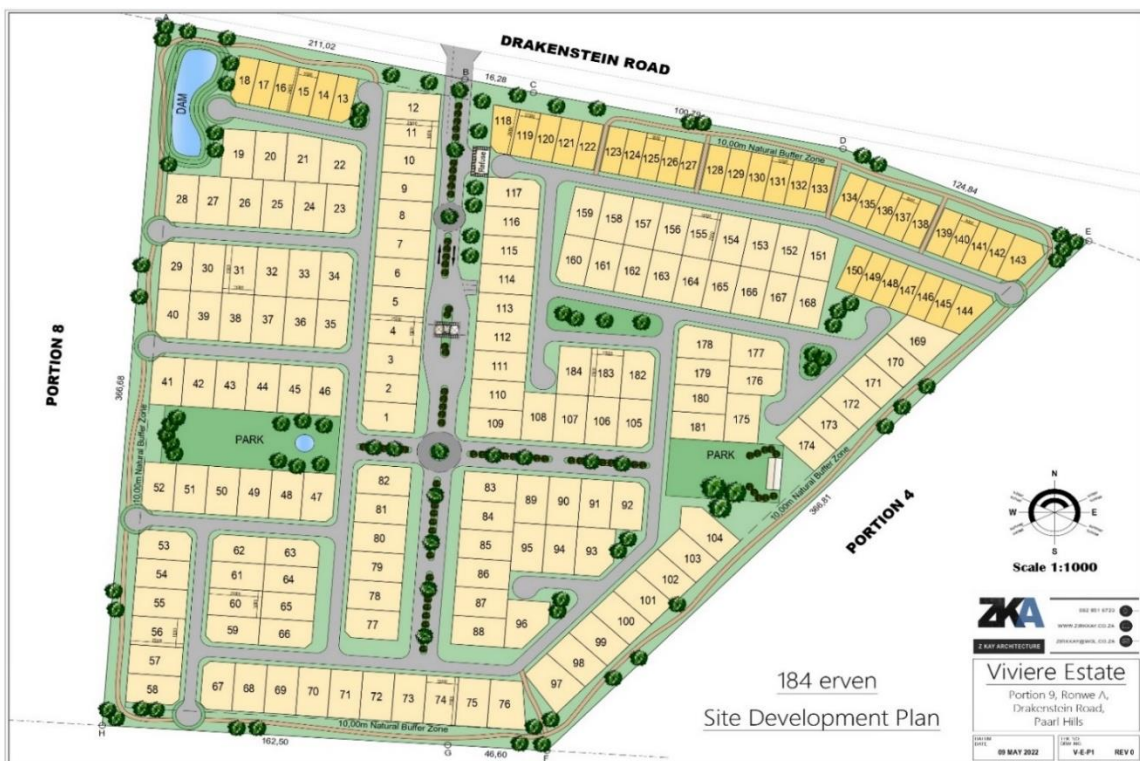 DRAKENSTEIN ROAD
A
211,02
B
16,28
C
100,78
D
124,84
E
10,00m Natural Buffer Zone
DAM
18 17 16 15 14 13
12
11
10
9
8
7
6
5
4
3
2
1
19 20 21 22
28 27 26 25 24 23
29 30 31 32 33 34
40 39 38 37 36 35
41 42 43 44 45 46
PARK
52 51 50 49 48 47
PORTION 8
366,68
10,00m Natural Buffer Zone
Refuse
118 119 120 121 122 123 124 125 126 127 128 129 130 131 132 133 134 135 136 137 138 139 140 141 142 143
117
116
115
114
113
112
111
110
109
159 158 157 156 155 154 153 152 151
160 161 162 163 164 165 166 167 168
150 149 148 147 146 145 144
184 183 182
108 107 106 105
178 177
179 176
180
181 175
169
170
171
172
173
174
PARK
10,00m Natural Buffer Zone
366,81
PORTION 4
53
54
55
56
57
58
62 63
61 64
60 65
59 66
82
81
80
79
78
77
83
84
85
86
87
88
89 90 91 92
95 94 93
96
104
103
102
101
100
99
98
97
67 68 69 70 71 72 73 74 75 76
10,00m Natural Buffer Zone
H
162,50
G
46,60
F
N
W E
S
Scale 1:1000
ZKA
Z KAY ARCHITECTURE
184 erven
Site Development Plan
Viviere Estate
Portion 9, Ronwe A,
Drakenstein Road,
Paarl Hills
DATE
09 MAY 2022
V-E-P1
REV 0